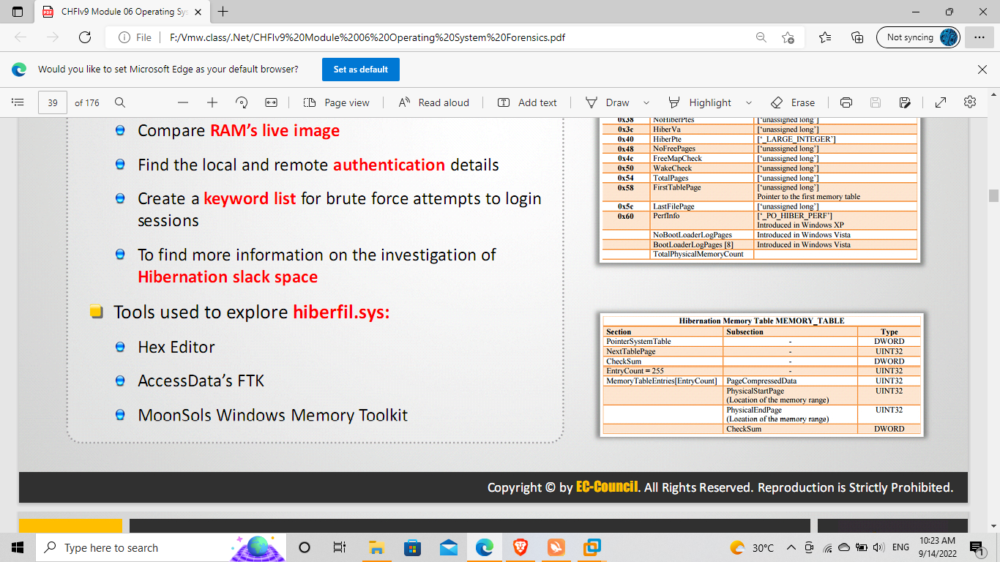 CHFIv9 Module 06 Operating Sys
File
F:/Vmw.class/.Net/CHFIv9%20Module%2006%20Operating%20System%20Forensics.pdf
Not syncing
Would you like to set Microsoft Edge as your default browser?
Set as default
39 of 176
Page view
Read aloud
Add text
Draw
Highlight
Erase
Compare RAM's live image
Find the local and remote authentication details
Create a keyword list for brute force attempts to login
sessions
To find more information on the investigation of
Hibernation slack space
Tools used to explore hiberfil.sys:
Hex Editor
AccessData's FTK
MoonSols Windows Memory Toolkit
0x38 NoHiberPtes ['unassigned long']
0x3c HiberVa ['unassigned long']
0x40 HiberPte ['_LARGE_INTEGER']
0x48 NoFreePages ['unassigned long']
0x4c FreeMapCheck ['unassigned long']
0x50 WakeCheck ['unassigned long']
0x54 TotalPages ['unassigned long']
0x58 FirstTablePage ['unassigned long']
Pointer to the first memory table
0x5c LastFilePage ['unassigned long']
0x60 PerfInfo ['_PO_HIBER_PERF']
Introduced in Windows XP
NoBootLoaderLogPages Introduced in Windows Vista
BootLoaderLogPages [8] Introduced in Windows Vista
TotalPhysicalMemoryCount
Hibernation Memory Table MEMORY_TABLE
Section Subsection Type
PointerSystemTable - DWORD
NextTablePage - UINT32
CheckSum - DWORD
EntryCount = 255 - UINT32
MemoryTableEntries[EntryCount] PageCompressedData UINT32
PhysicalStartPage UINT32
(Location of the memory range)
PhysicalEndPage UINT32
(Location of the memory range)
CheckSum DWORD
Copyright © by EC-Council. All Rights Reserved. Reproduction is Strictly Prohibited.
Type here to search
30°C
ENG
10:23 AM
9/14/2022
1